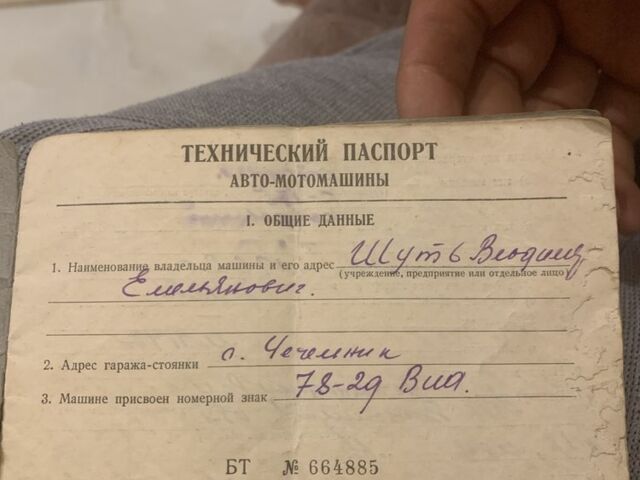 ТЕХНИЧЕСКИЙ ПАСПОРТ
АВТО-МОТОМАШИНЫ
I. ОБЩИЕ ДАННЫЕ
1. Наименование владельца машины и его адрес Шуть
(учреждение, предприятие или отдельное лицо)
Емельянович.
2. Адрес гаража-стоянки с. Чечельник
3. Машине присвоен номерной знак 78-29 Вид.
БТ № 664885